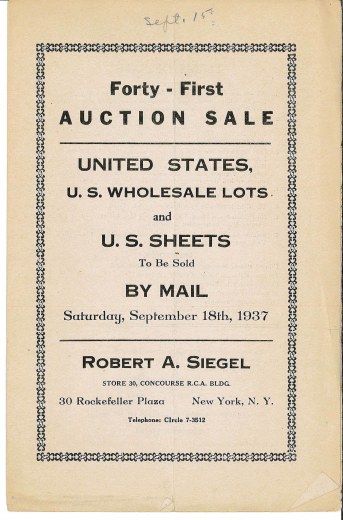 Sept. 15
Forty - First
AUCTION SALE
UNITED STATES,
U. S. WHOLESALE LOTS
and
U. S. SHEETS
To Be Sold
BY MAIL
Saturday, September 18th, 1937
ROBERT A. SIEGEL
STORE 30, CONCOURSE R.C.A. BLDG.
30 Rockefeller Plaza New York, N. Y.
Telephone: CIrcle 7-3512